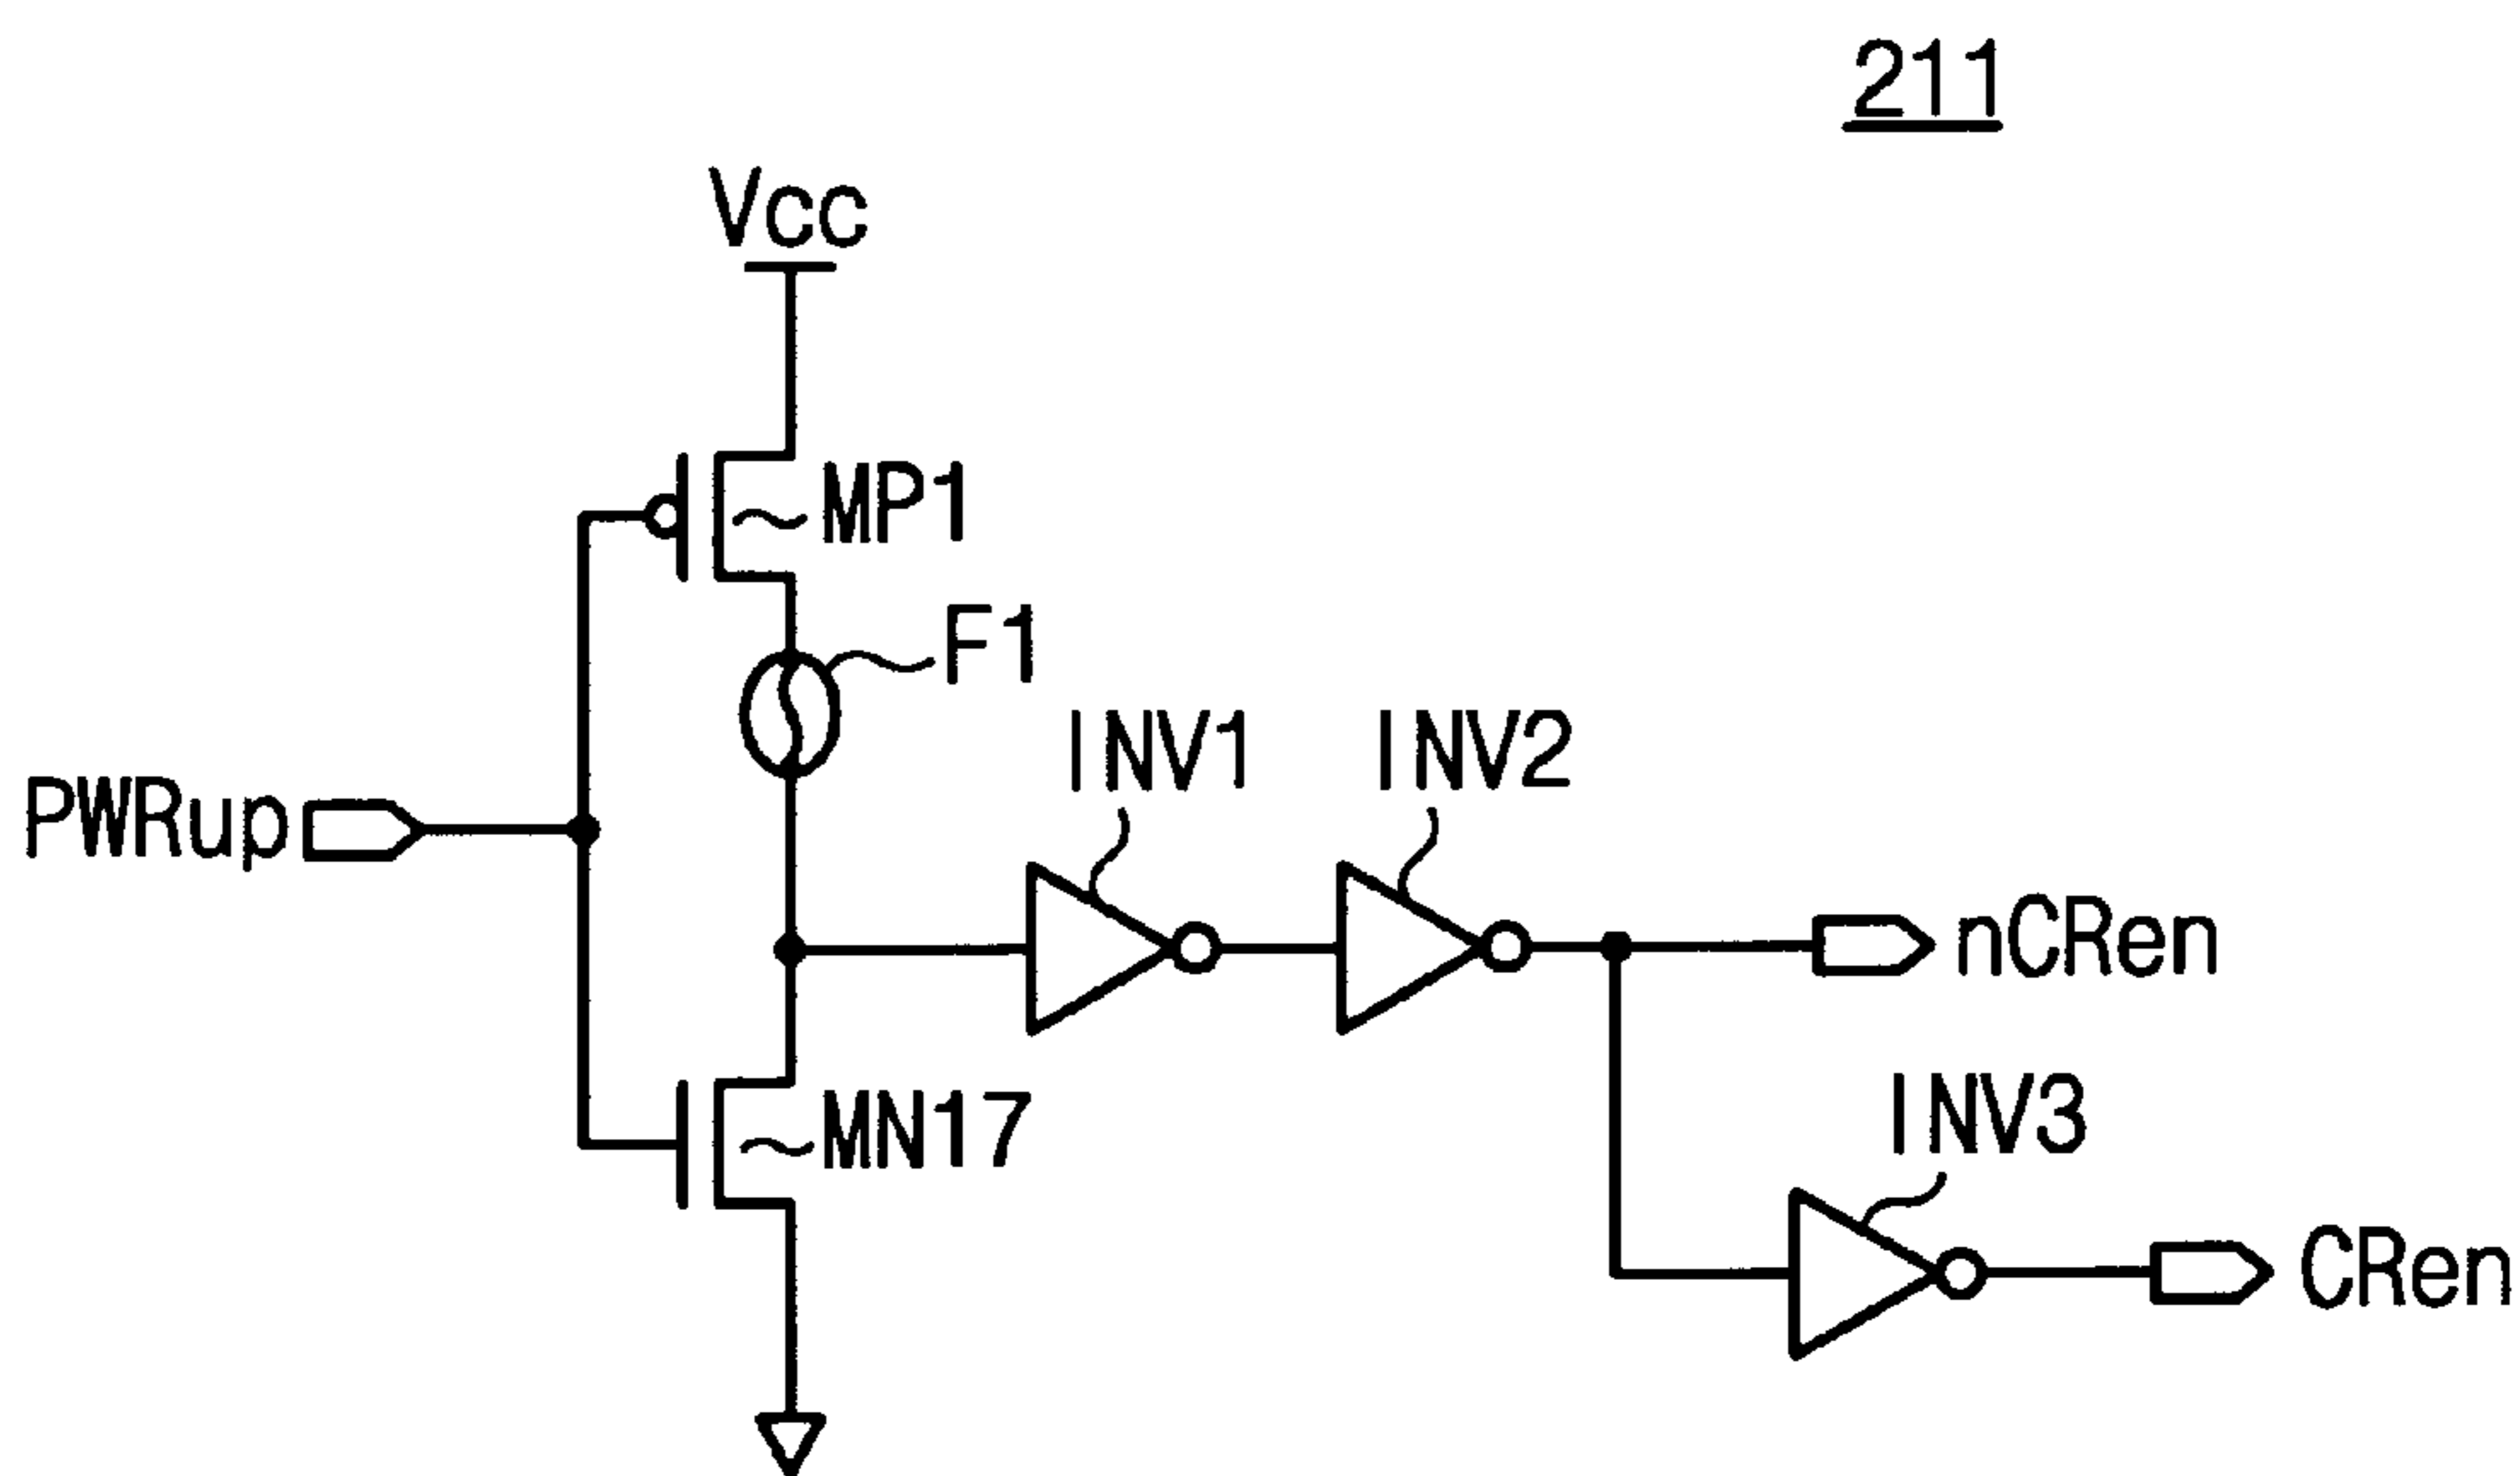 211
Vcc
MP1
F1
INV1
INV2
PWRup
nCRen
INV3
MN17
CRen